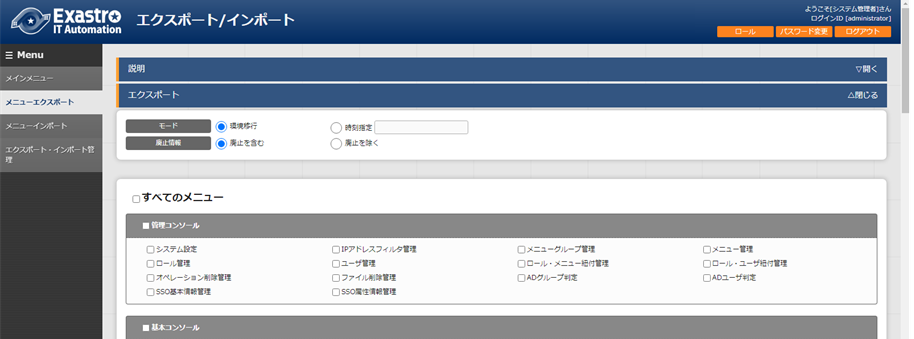 Exastro
IT Automation
エクスポート/インポート
ようこそ[システム管理者]さん
ログインID [administrator]
ロール
パスワード変更
ログアウト
☰ Menu
メインメニュー
メニューエクスポート
メニューインポート
エクスポート・インポート管
理
説明
▽開く
エクスポート
△閉じる
モード
環境移行
時刻指定
廃止情報
廃止を含む
廃止を除く
すべてのメニュー
管理コンソール
システム設定
IPアドレスフィルタ管理
メニューグループ管理
メニュー管理
ロール管理
ユーザ管理
ロール・メニュー紐付管理
ロール・ユーザ紐付管理
オペレーション削除管理
ファイル削除管理
ADグループ判定
ADユーザ判定
SSO基本情報管理
SSO属性情報管理
基本コンソール